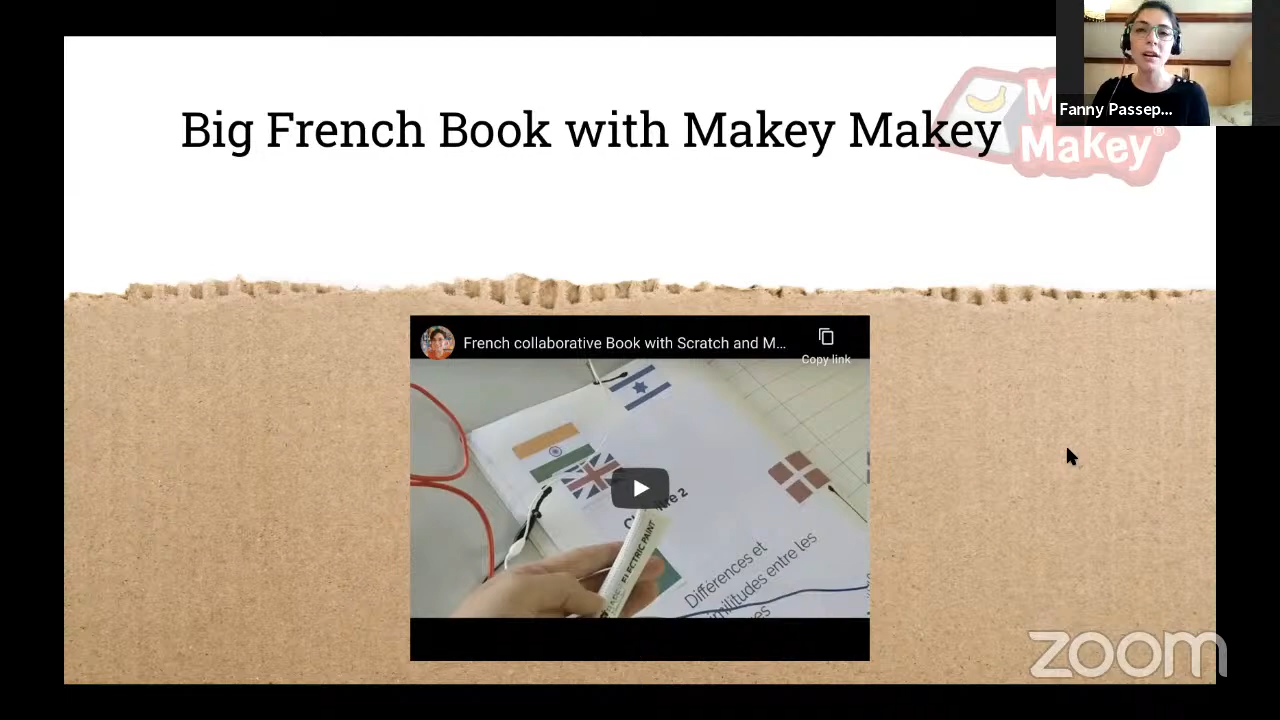 Big French Book with Makey Makey
Makey®
Fanny Passep...
French collaborative Book with Scratch and M...
Copy link
ELECTRIC PAINT
Différences et
entre les
zoom